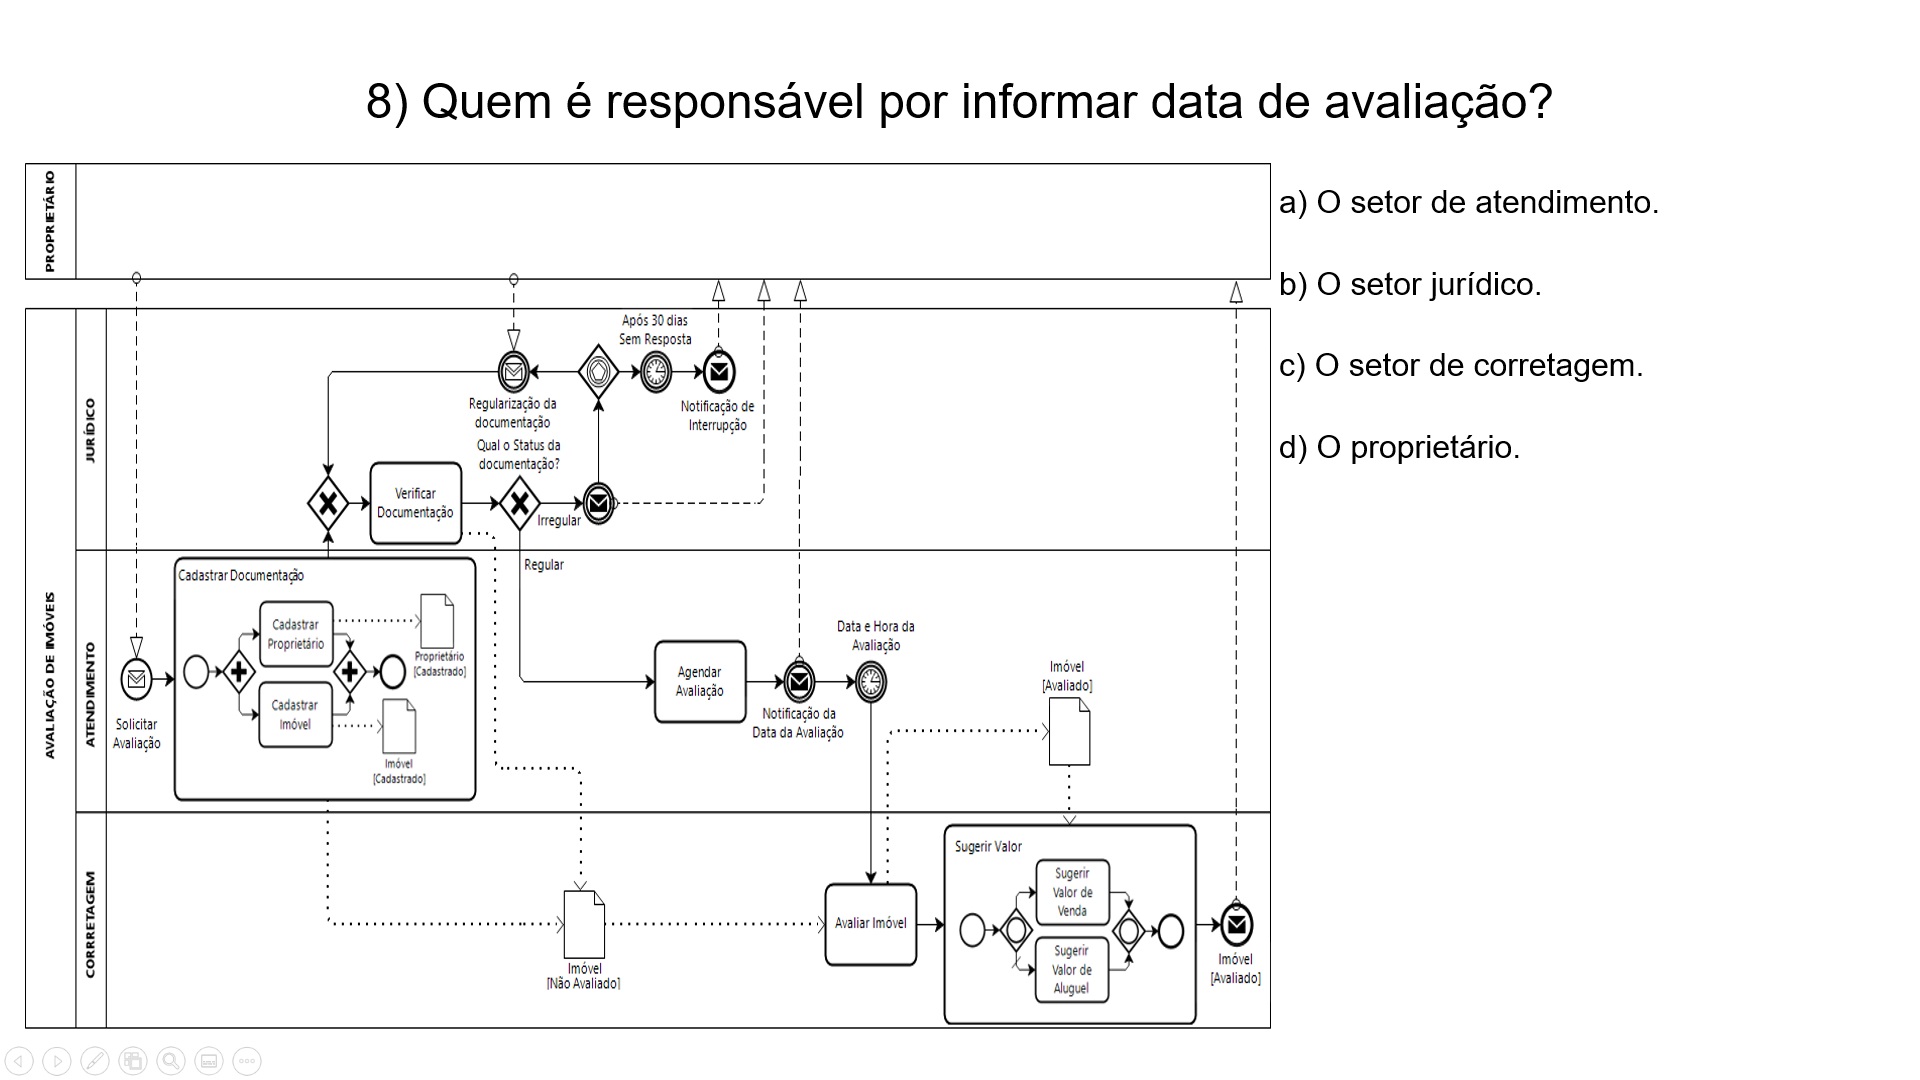 8) Quem é responsável por informar data de avaliação?
PROPRIETÁRIO
a) O setor de atendimento.
b) O setor jurídico.
c) O setor de corretagem.
d) O proprietário.
AVALIAÇÃO DE IMÓVEIS
JURÍDICO
Após 30 dias
Sem Resposta
Regularização da
documentação
Notificação de
Interrupção
Qual o Status da
documentação?
Verificar
Documentação
Irregular
Regular
ATENDIMENTO
Solicitar
Avaliação
Cadastrar Documentação
Cadastrar
Proprietário
Cadastrar
Imóvel
Proprietário
[Cadastrado]
Imóvel
[Cadastrado]
Agendar
Avaliação
Notificação da
Data da Avaliação
Data e Hora da
Avaliação
Imóvel
[Avaliado]
CORRETAGEM
Imóvel
[Não Avaliado]
Avaliar Imóvel
Sugerir Valor
Sugerir
Valor de
Venda
Sugerir
Valor de
Aluguel
Imóvel
[Avaliado]